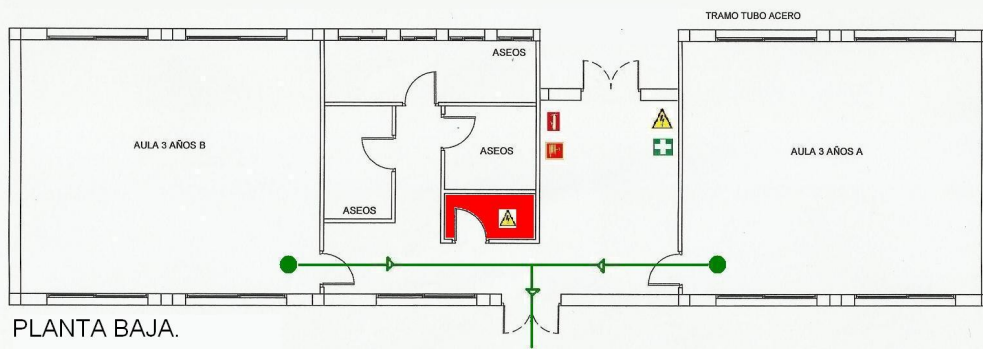 TRAMO TUBO ACERO
ASEOS
AULA 3 AÑOS B
ASEOS
AULA 3 AÑOS A
ASEOS
PLANTA BAJA.